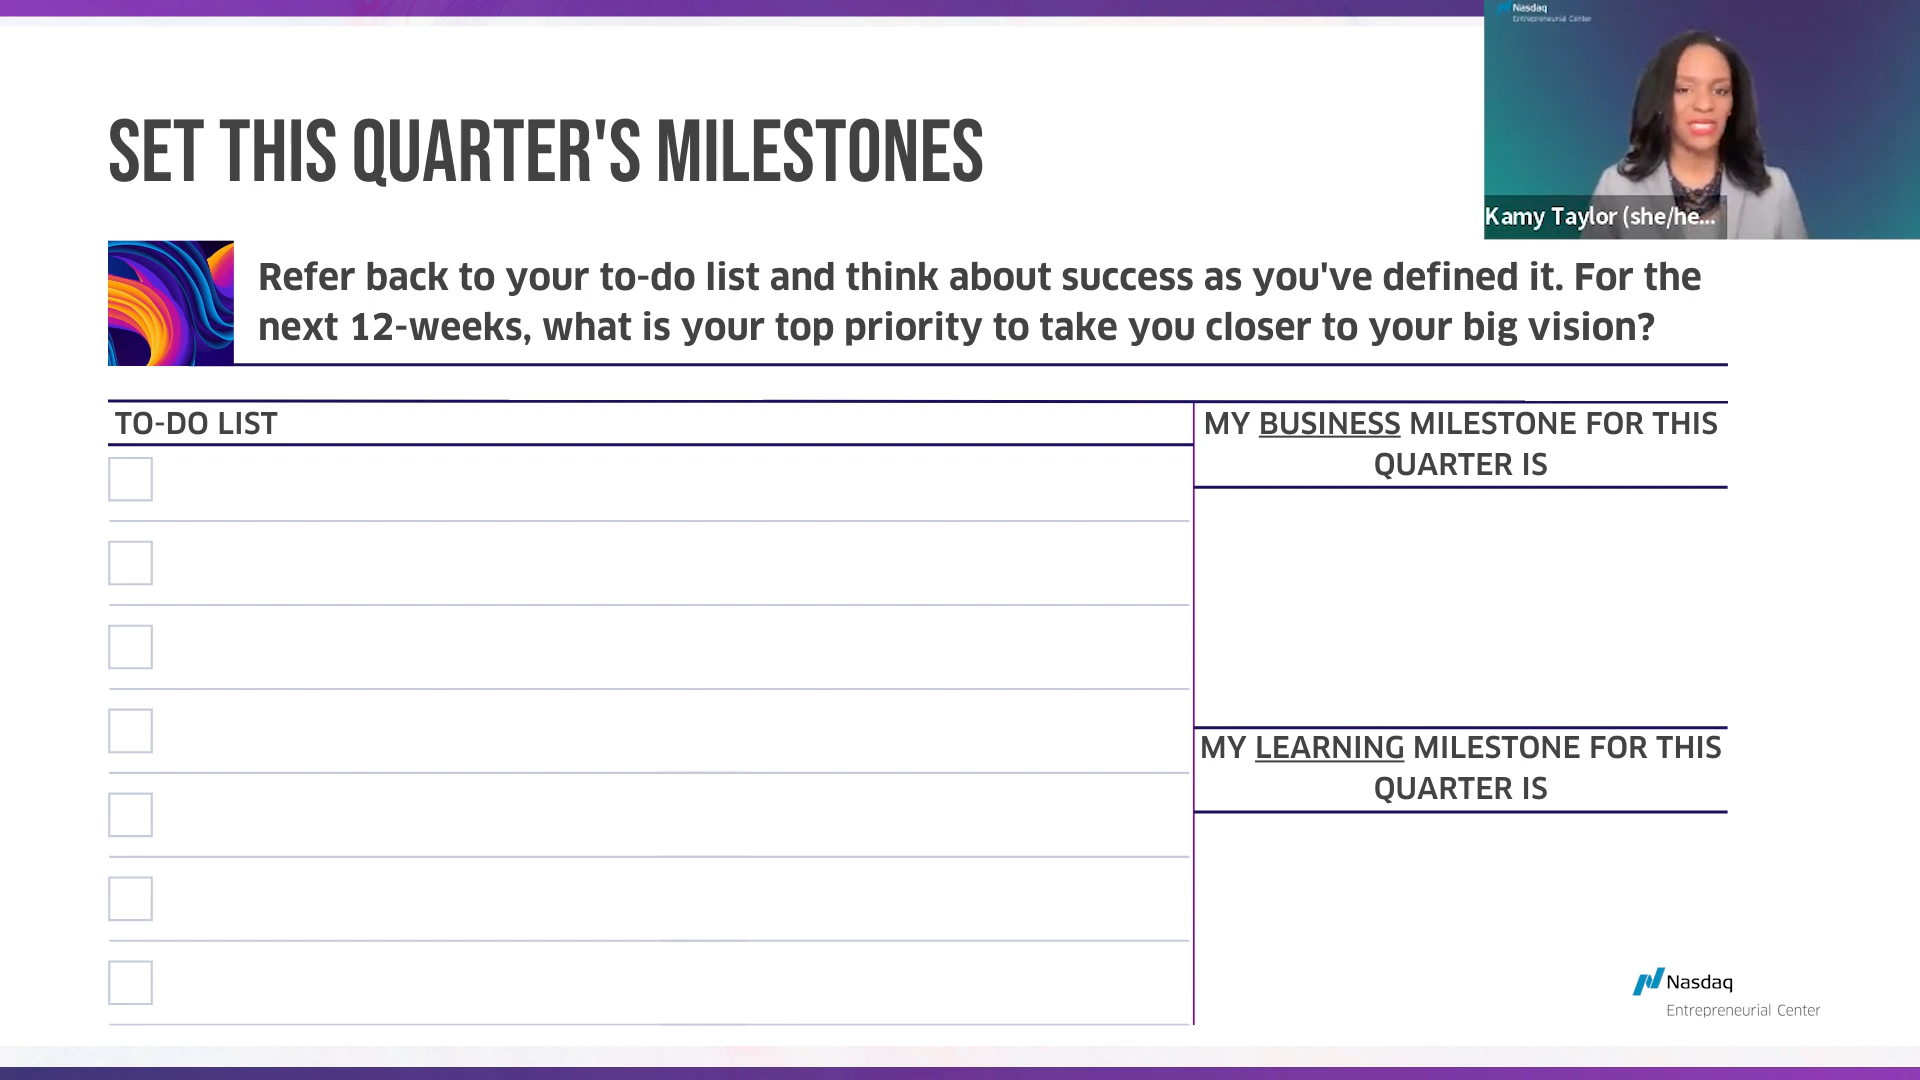 Nasdaq
Entrepreneurial Center
SET THIS QUARTER'S MILESTONES
Kamy Taylor (she/he...
Refer back to your to-do list and think about success as you've defined it. For the
next 12-weeks, what is your top priority to take you closer to your big vision?
TO-DO LIST
MY BUSINESS MILESTONE FOR THIS
QUARTER IS
MY LEARNING MILESTONE FOR THIS
QUARTER IS
Nasdaq
Entrepreneurial Center